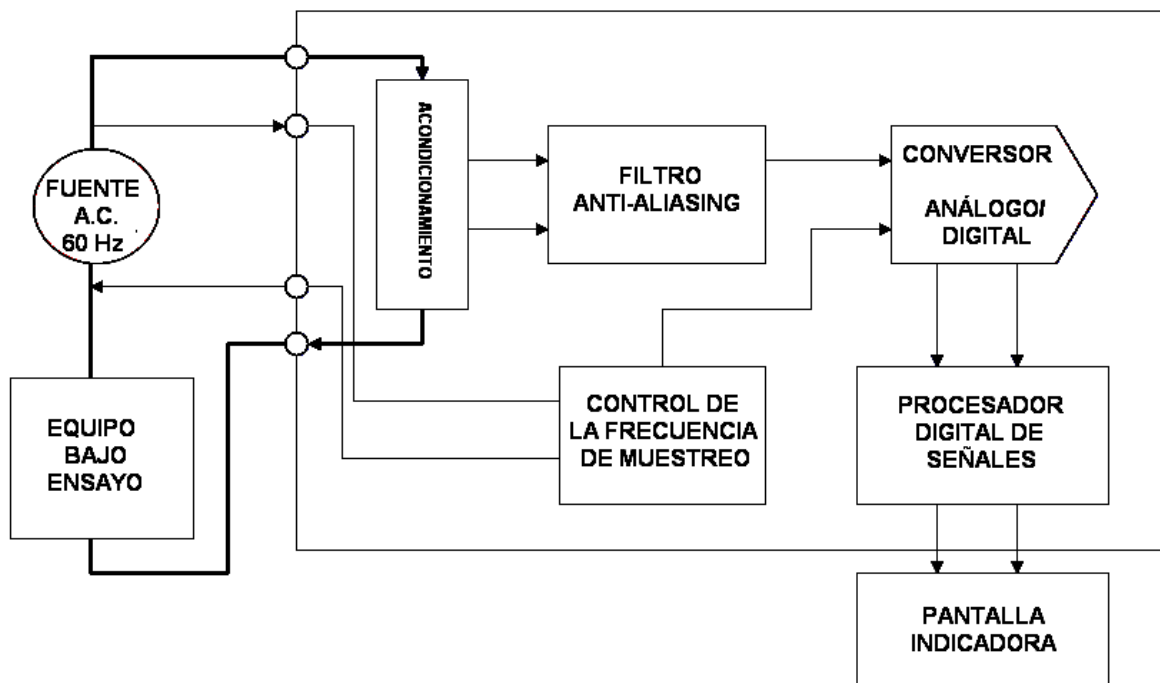 FUENTE
A.C.
60 Hz
EQUIPO
BAJO
ENSAYO
ACONDICIONAMIENTO
FILTRO
ANTI-ALIASING
CONVERSOR
ANÁLOGO/
DIGITAL
CONTROL DE
LA FRECUENCIA
DE MUESTREO
PROCESADOR
DIGITAL DE
SEÑALES
PANTALLA
INDICADORA